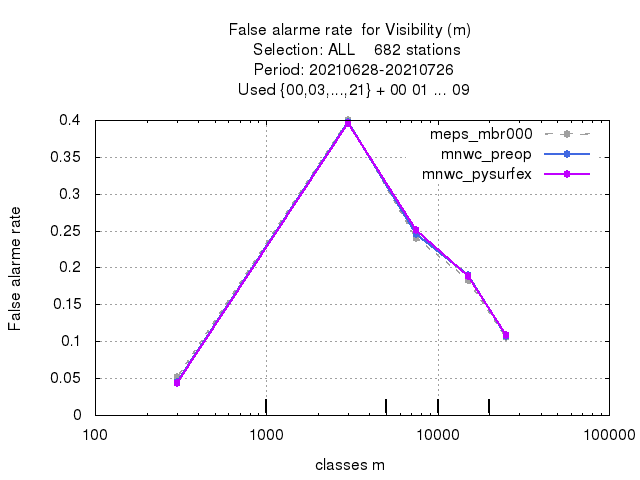 False alarme rate  for Visibility (m)
Selection: ALL    682 stations
Period: 20210628-20210726
Used {00,03,...,21} + 00 01 ... 09
meps_mbr000
mnwc_preop
mnwc_pysurfex
False alarme rate
0.4
0.35
0.3
0.25
0.2
0.15
0.1
0.05
0
100 1000 10000 100000
classes m